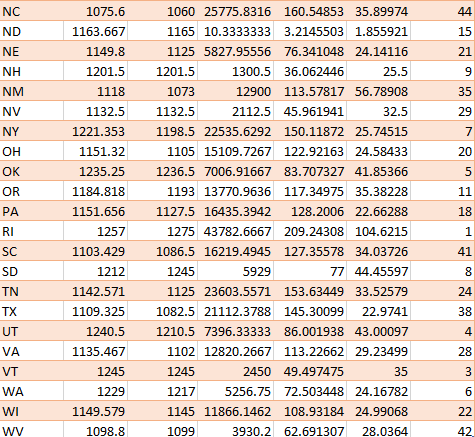 NC 1075.6 1060 25775.8316 160.54853 35.89974 44
ND 1163.667 1165 10.3333333 3.2145503 1.855921 15
NE 1149.8 1125 5827.95556 76.341048 24.14116 21
NH 1201.5 1201.5 1300.5 36.062446 25.5 9
NM 1118 1073 12900 113.57817 56.78908 35
NV 1132.5 1132.5 2112.5 45.961941 32.5 29
NY 1221.353 1198.5 22535.6292 150.11872 25.74515 7
OH 1151.32 1105 15109.7267 122.92163 24.58433 20
OK 1235.25 1236.5 7006.91667 83.707327 41.85366 5
OR 1184.818 1193 13770.9636 117.34975 35.38228 11
PA 1151.656 1127.5 16435.3942 128.2006 22.66288 18
RI 1257 1275 43782.6667 209.24308 104.6215 1
SC 1103.429 1086.5 16219.4945 127.35578 34.03726 41
SD 1212 1245 5929 77 44.45597 8
TN 1142.571 1125 23603.5571 153.63449 33.52579 24
TX 1109.325 1082.5 21112.3788 145.30099 22.9741 38
UT 1240.5 1210.5 7396.33333 86.001938 43.00097 4
VA 1135.467 1102 12820.2667 113.22662 29.23499 28
VT 1245 1245 2450 49.497475 35 3
WA 1229 1217 5256.75 72.503448 24.16782 6
WI 1149.579 1145 11866.1462 108.93184 24.99068 22
WV 1098.8 1099 3930.2 62.691307 28.0364 42